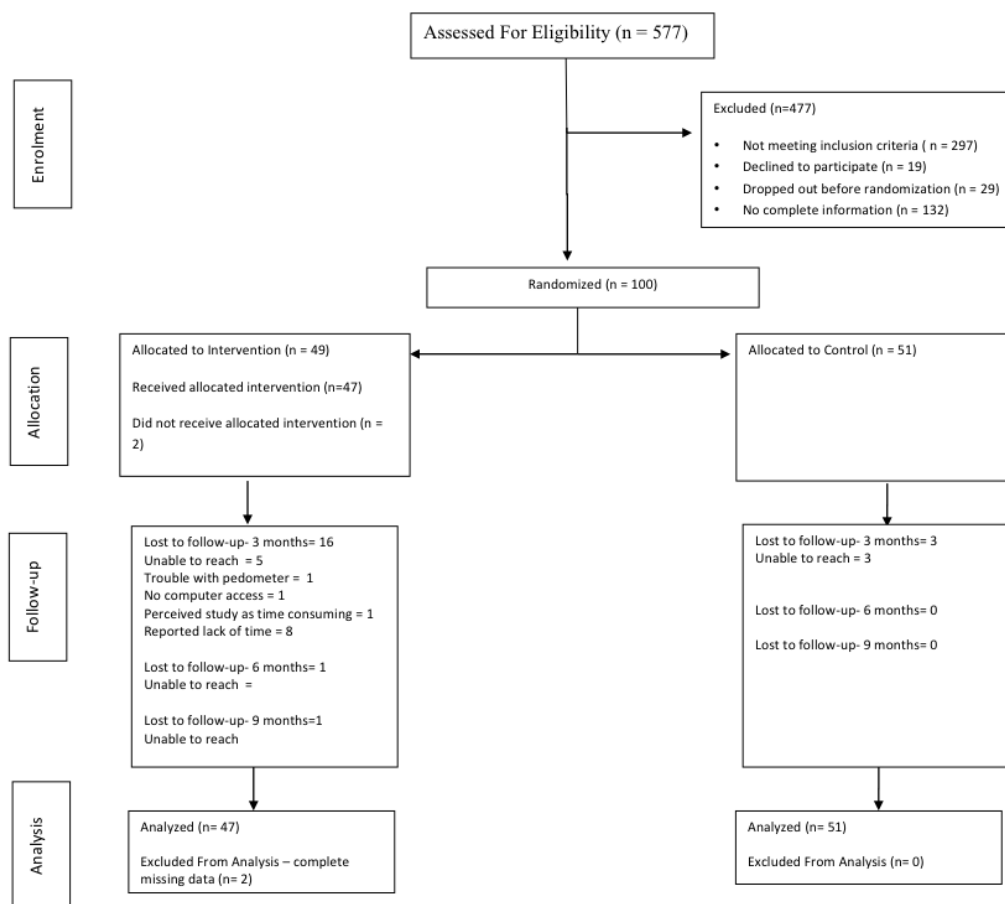 Assessed For Eligibility (n = 577)
Enrolment
Excluded (n=477)
• Not meeting inclusion criteria ( n = 297)
• Declined to participate (n = 19)
• Dropped out before randomization (n = 29)
• No complete information (n = 132)
Randomized (n = 100)
Allocation
Allocated to Intervention (n = 49)
Received allocated intervention (n=47)
Did not receive allocated intervention (n =
2)
Allocated to Control (n = 51)
Follow-up
Lost to follow-up- 3 months= 16
Unable to reach = 5
Trouble with pedometer = 1
No computer access = 1
Perceived study as time consuming = 1
Reported lack of time = 8
Lost to follow-up- 6 months= 1
Unable to reach =
Lost to follow-up- 9 months=1
Unable to reach
Lost to follow-up- 3 months= 3
Unable to reach = 3
Lost to follow-up- 6 months= 0
Lost to follow-up- 9 months= 0
Analysis
Analyzed (n= 47)
Excluded From Analysis – complete
missing data (n= 2)
Analyzed (n= 51)
Excluded From Analysis (n= 0)